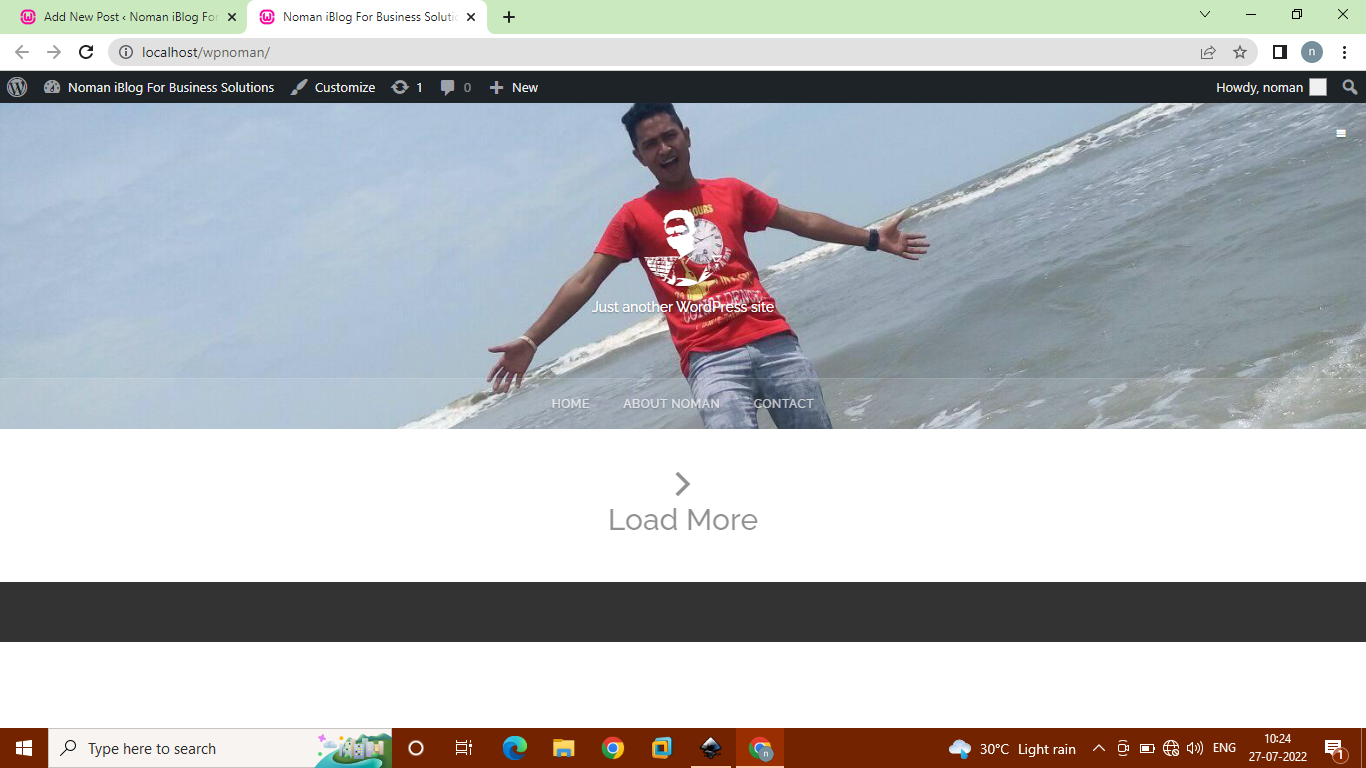 Add New Post ‹ Noman iBlog For
Noman iBlog For Business Soluti
localhost/wpnoman/
n
Noman iBlog For Business Solutions
Customize
1
0
New
Howdy, noman
Just another WordPress site
HOME
ABOUT NOMAN
CONTACT
Load More
Type here to search
n
30°C Light rain
ENG
10:24
27-07-2022
1